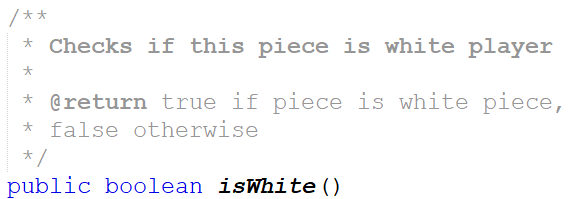 /**
* Checks if this piece is white player
*
* @return true if piece is white piece,
* false otherwise
*/
public boolean isWhite()